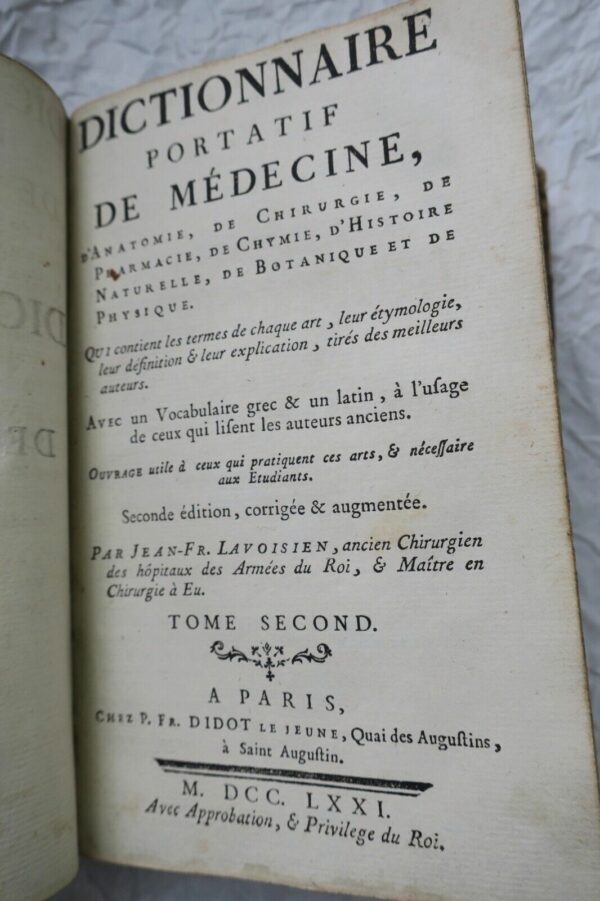 DICTIONNAIRE
PORTATIF
DE MÉDECINE,
D'ANATOMIE, DE CHIRURGIE, DE
PHARMACIE, DE CHYMIE, D'HISTOIRE
NATURELLE, DE BOTANIQUE ET DE
PHYSIQUE.
QUI contient les termes de chaque art, leur étymologie,
leur définition & leur explication, tirés des meilleurs
auteurs.
AVEC un Vocabulaire grec & un latin, à l'uſage
de ceux qui liſent les auteurs anciens.
OUVRAGE utile à ceux qui pratiquent ces arts, & néceſſaire
aux Etudiants.
Seconde édition, corrigée & augmentée.
PAR JEAN-FR. LAVOISIEN, ancien Chirurgien
des hôpitaux des Armées du Roi, & Maître en
Chirurgie à Eu.
TOME SECOND.
A PARIS,
CHEZ P. FR. DIDOT LE JEUNE, Quai des Auguſtins,
à Saint Auguſtin.
M. DCC. LXXI.
Avec Approbation, & Privilege du Roi.